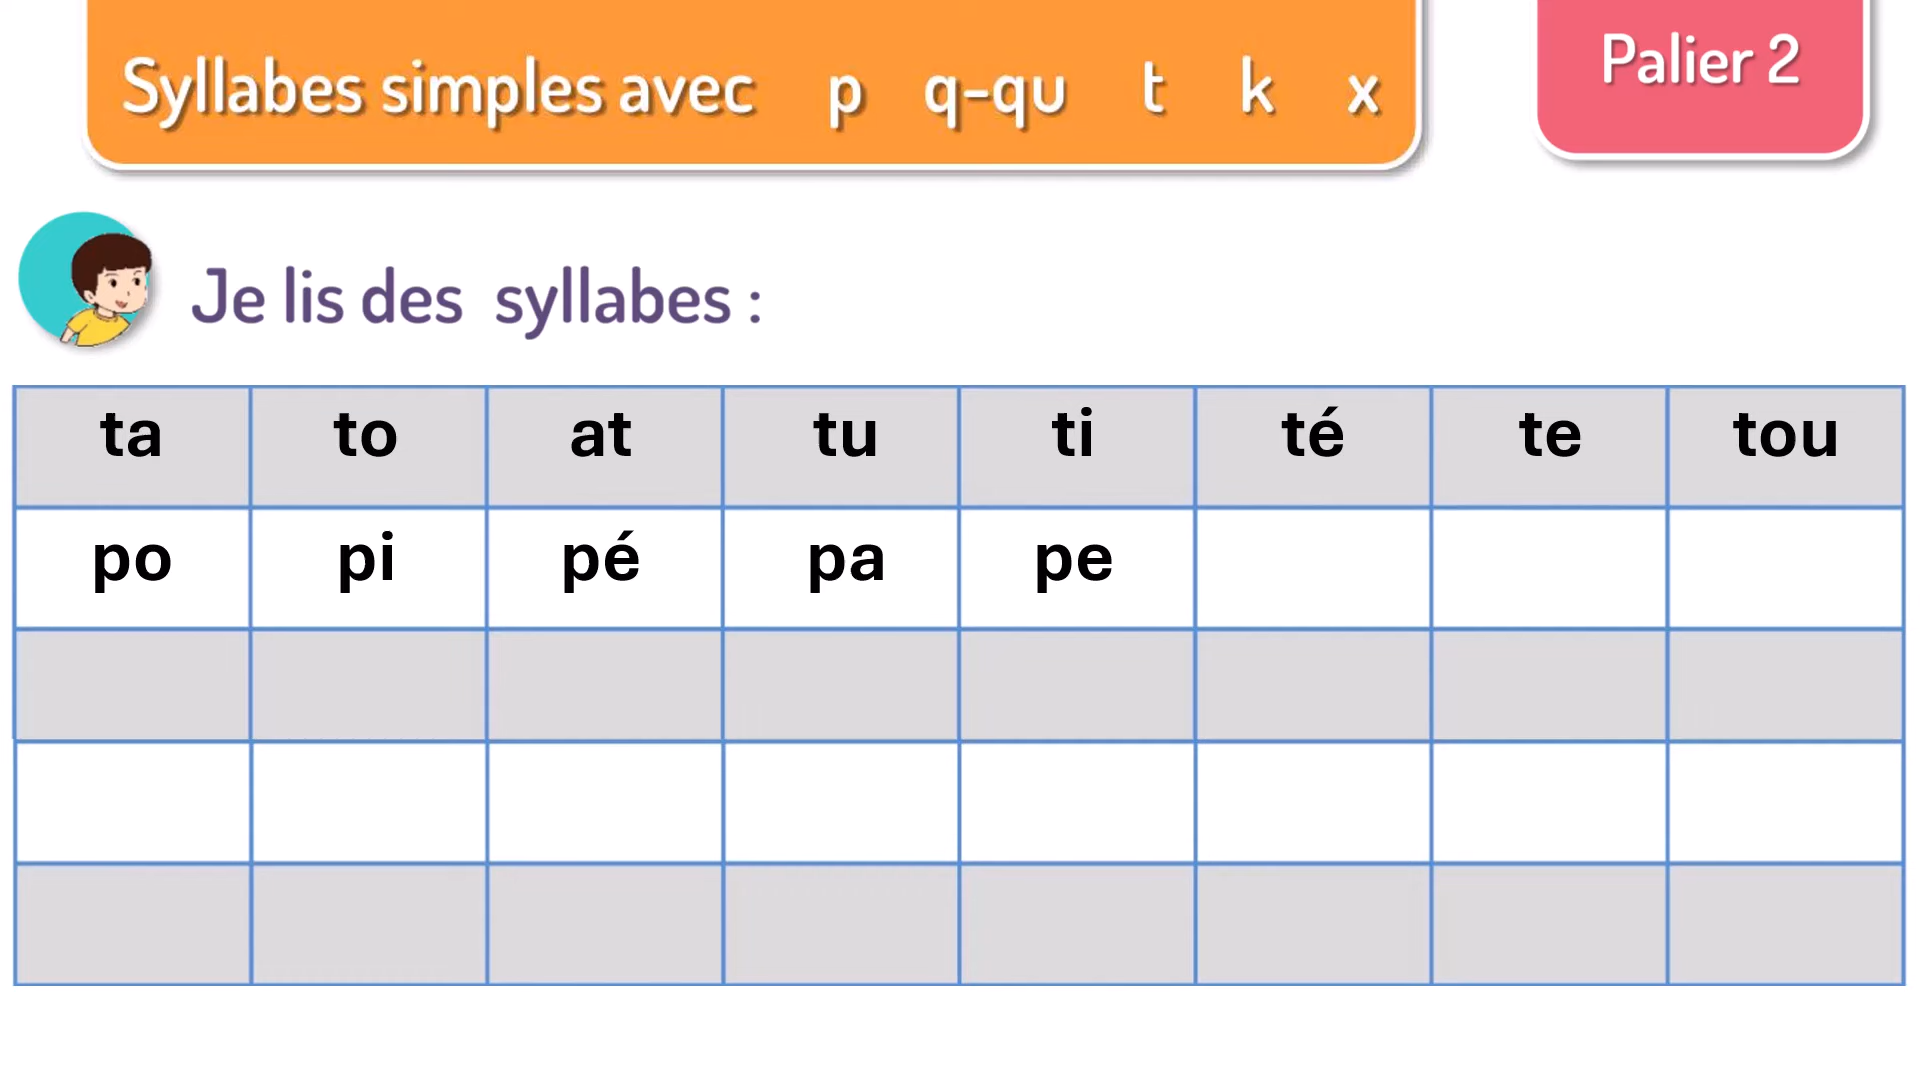 Syllabes simples avec p q-qu t k x
Palier 2
Je lis des syllabes :
ta to at tu ti té te tou
po pi pé pa pe